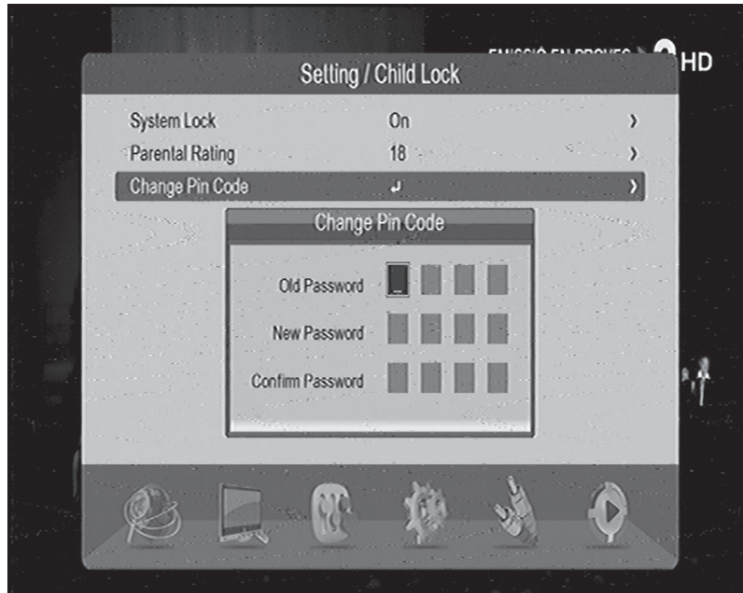 HD
Setting / Child Lock
System Lock On
Parental Rating 18
Change Pin Code
Change Pin Code
Old Password
New Password
Confirm Password